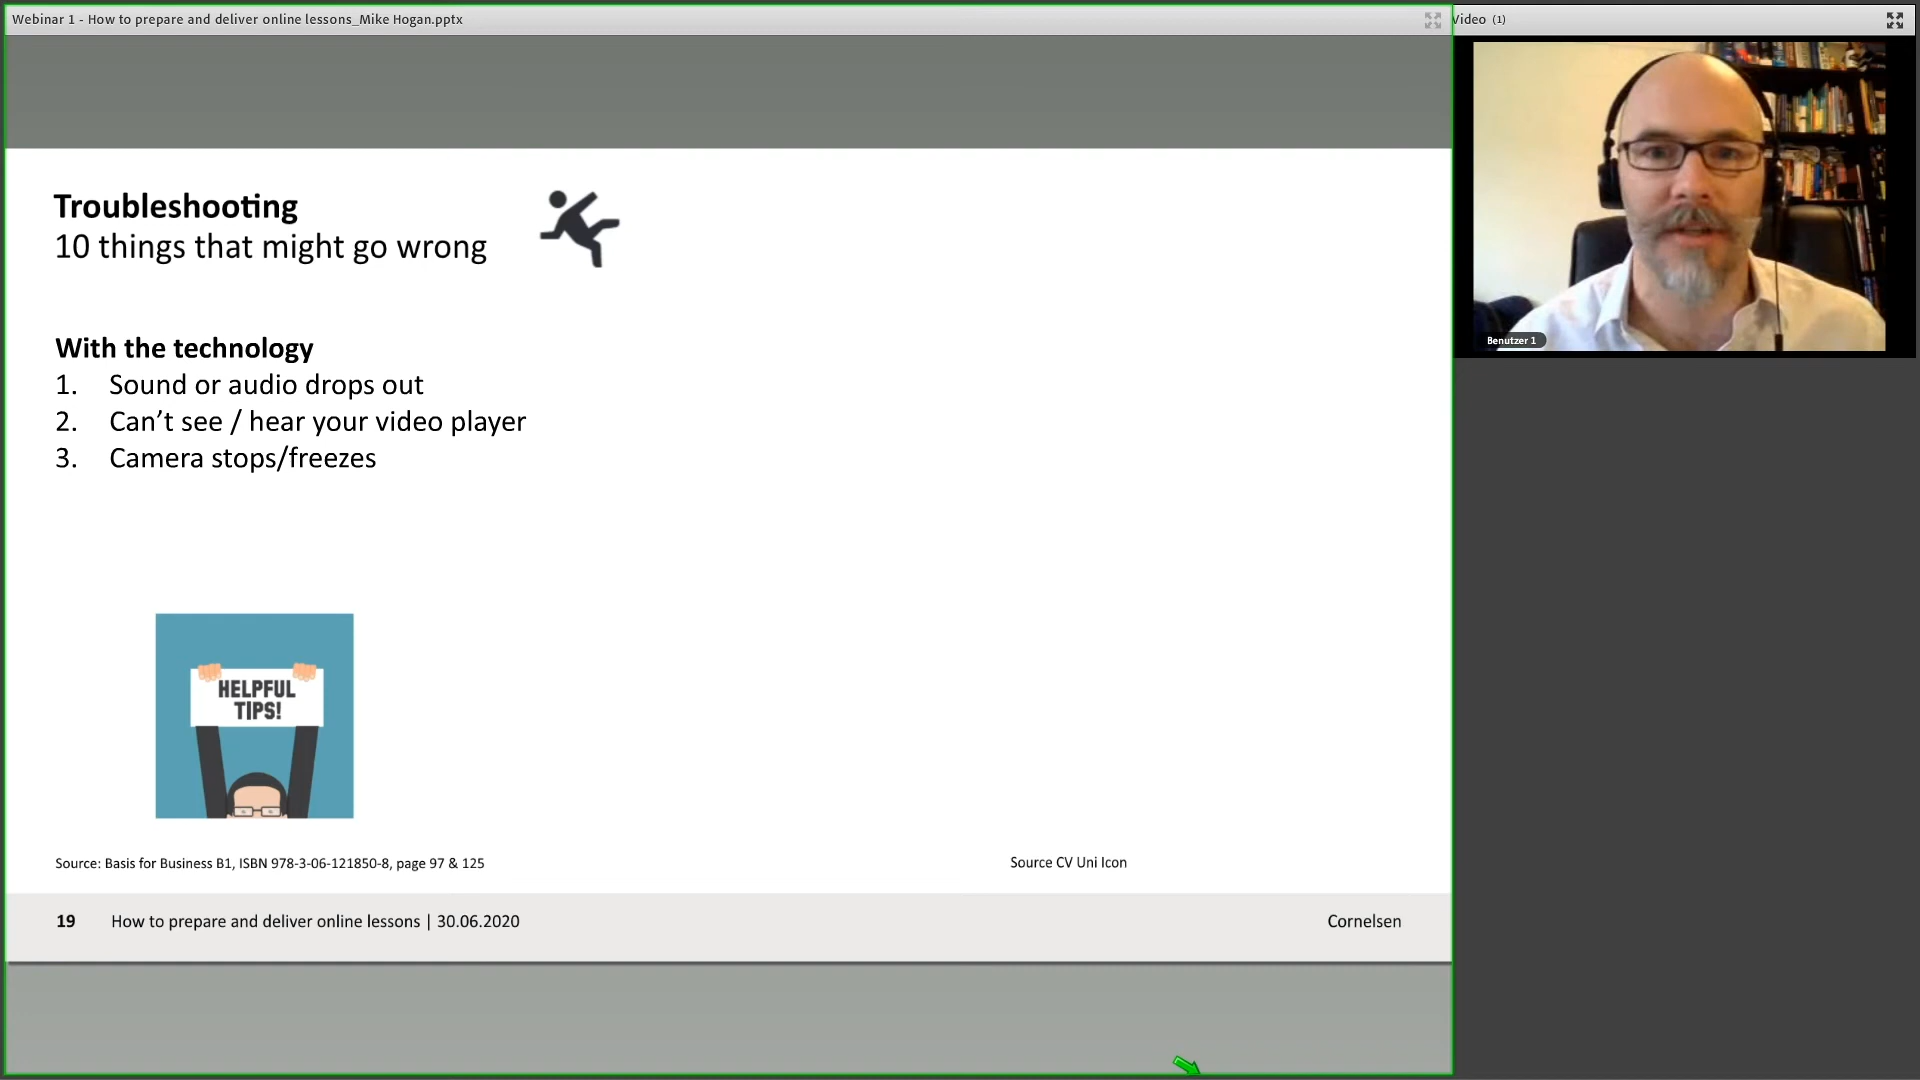 Webinar 1 - How to prepare and deliver online lessons_Mike Hogan.pptx
Video (1)
Troubleshooting
10 things that might go wrong
With the technology
1. Sound or audio drops out
2. Can’t see / hear your video player
3. Camera stops/freezes
Benutzer 1
HELPFUL
TIPS!
Source: Basis for Business B1, ISBN 978-3-06-121850-8, page 97 & 125
Source CV Uni Icon
19 How to prepare and deliver online lessons | 30.06.2020
Cornelsen